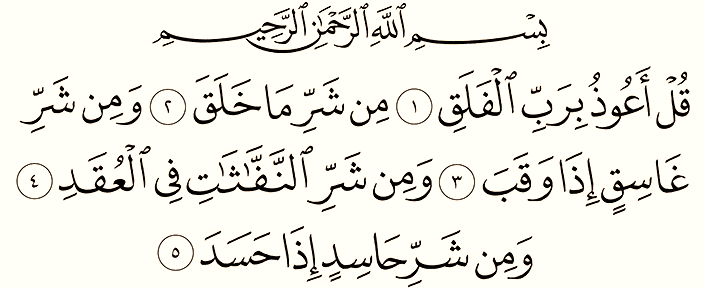 بِسْمِ ٱللَّهِ ٱلرَّحْمَٰنِ ٱلرَّحِيمِ
قُلْ أَعُوذُ بِرَبِّ ٱلْفَلَقِ ١ مِن شَرِّ مَا خَلَقَ ٢ وَمِن شَرِّ
غَاسِقٍ إِذَا وَقَبَ ٣ وَمِن شَرِّ ٱلنَّفَّٰثَٰتِ فِى ٱلْعُقَدِ ٤
وَمِن شَرِّ حَاسِدٍ إِذَا حَسَدَ ٥